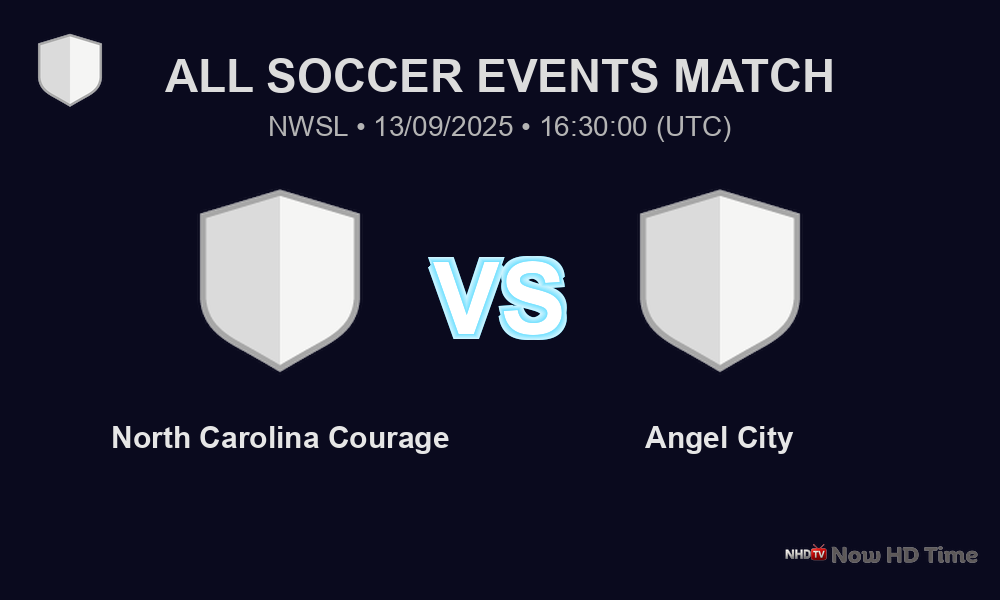 ALL SOCCER EVENTS MATCH
NWSL • 13/09/2025 • 16:30:00 (UTC)
VS
North Carolina Courage
Angel City
NHD TV Now HD Time